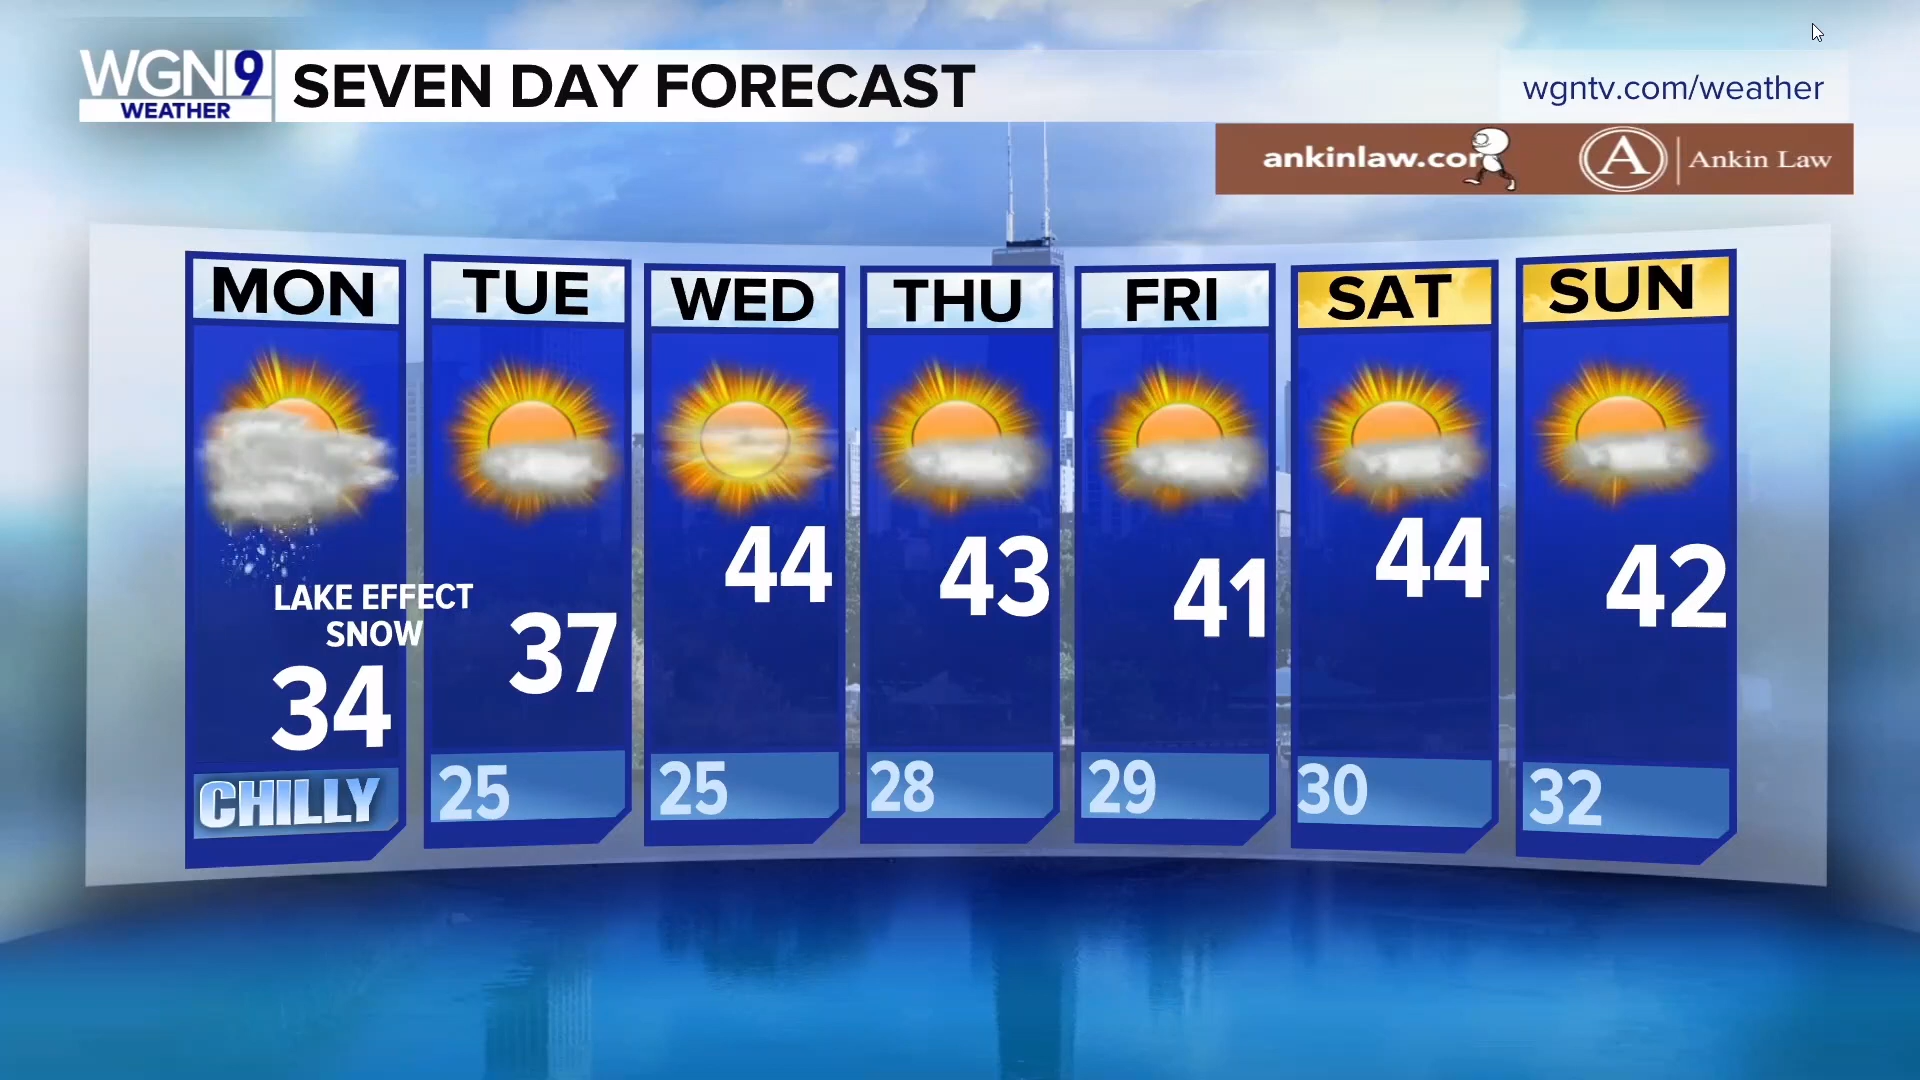 WGN9
WEATHER
SEVEN DAY FORECAST
wgntv.com/weather
ankinlaw.cor
A
Ankin Law
MON
TUE
WED
THU
FRI
SAT
SUN
LAKE EFFECT
SNOW
34
37
44
43
41
44
42
CHILLY
25
25
28
29
30
32